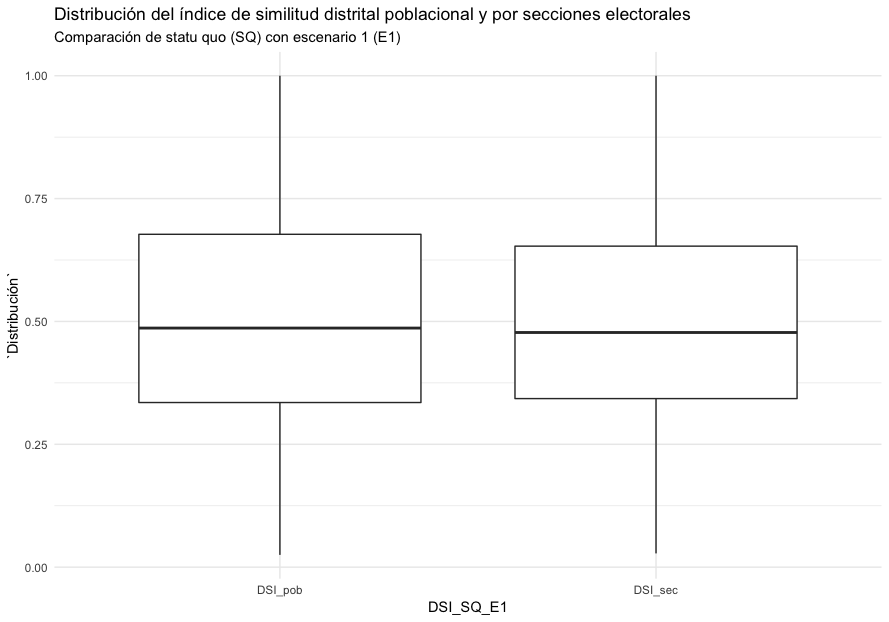 Distribución del índice de similitud distrital poblacional y por secciones electorales
Comparación de statu quo (SQ) con escenario 1 (E1)
1.00
0.75
0.50
0.25
0.00
`Distribución`
DSI_pob
DSI_sec
DSI_SQ_E1